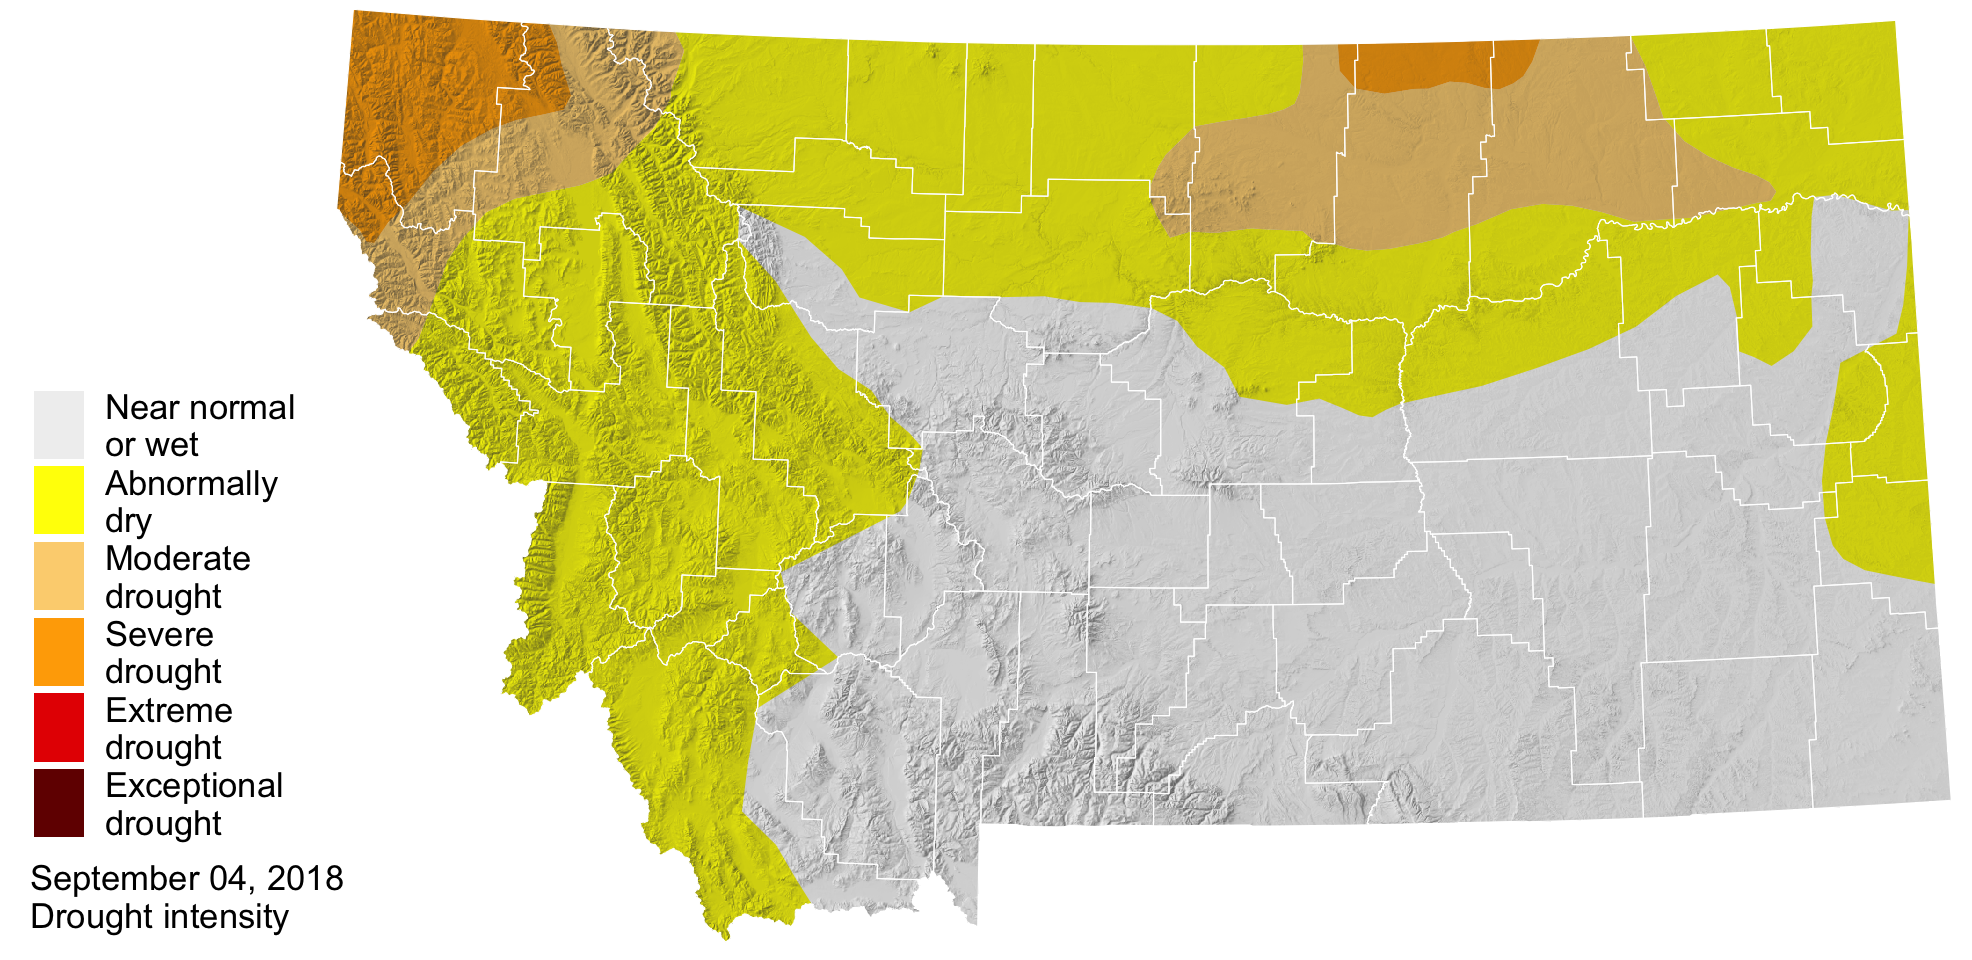 Near normal
or wet
Abnormally
dry
Moderate
drought
Severe
drought
Extreme
drought
Exceptional
drought
September 04, 2018
Drought intensity